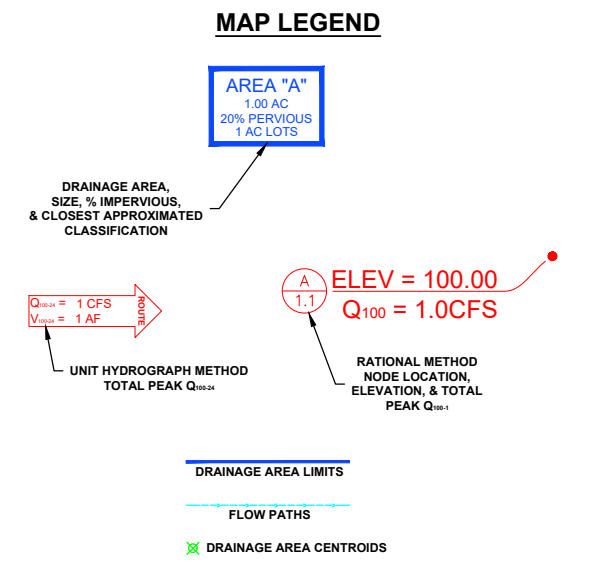 MAP LEGEND
AREA "A"
1.00 AC
20% PERVIOUS
1 AC LOTS
DRAINAGE AREA,
SIZE, % IMPERVIOUS,
& CLOSEST APPROXIMATED
CLASSIFICATION
Q100-24 = 1 CFS
V100-24 = 1 AF
ROUTE
UNIT HYDROGRAPH METHOD
TOTAL PEAK Q100-24
A
1.1
ELEV = 100.00
Q100 = 1.0CFS
RATIONAL METHOD
NODE LOCATION,
ELEVATION, & TOTAL
PEAK Q100-1
DRAINAGE AREA LIMITS
FLOW PATHS
DRAINAGE AREA CENTROIDS